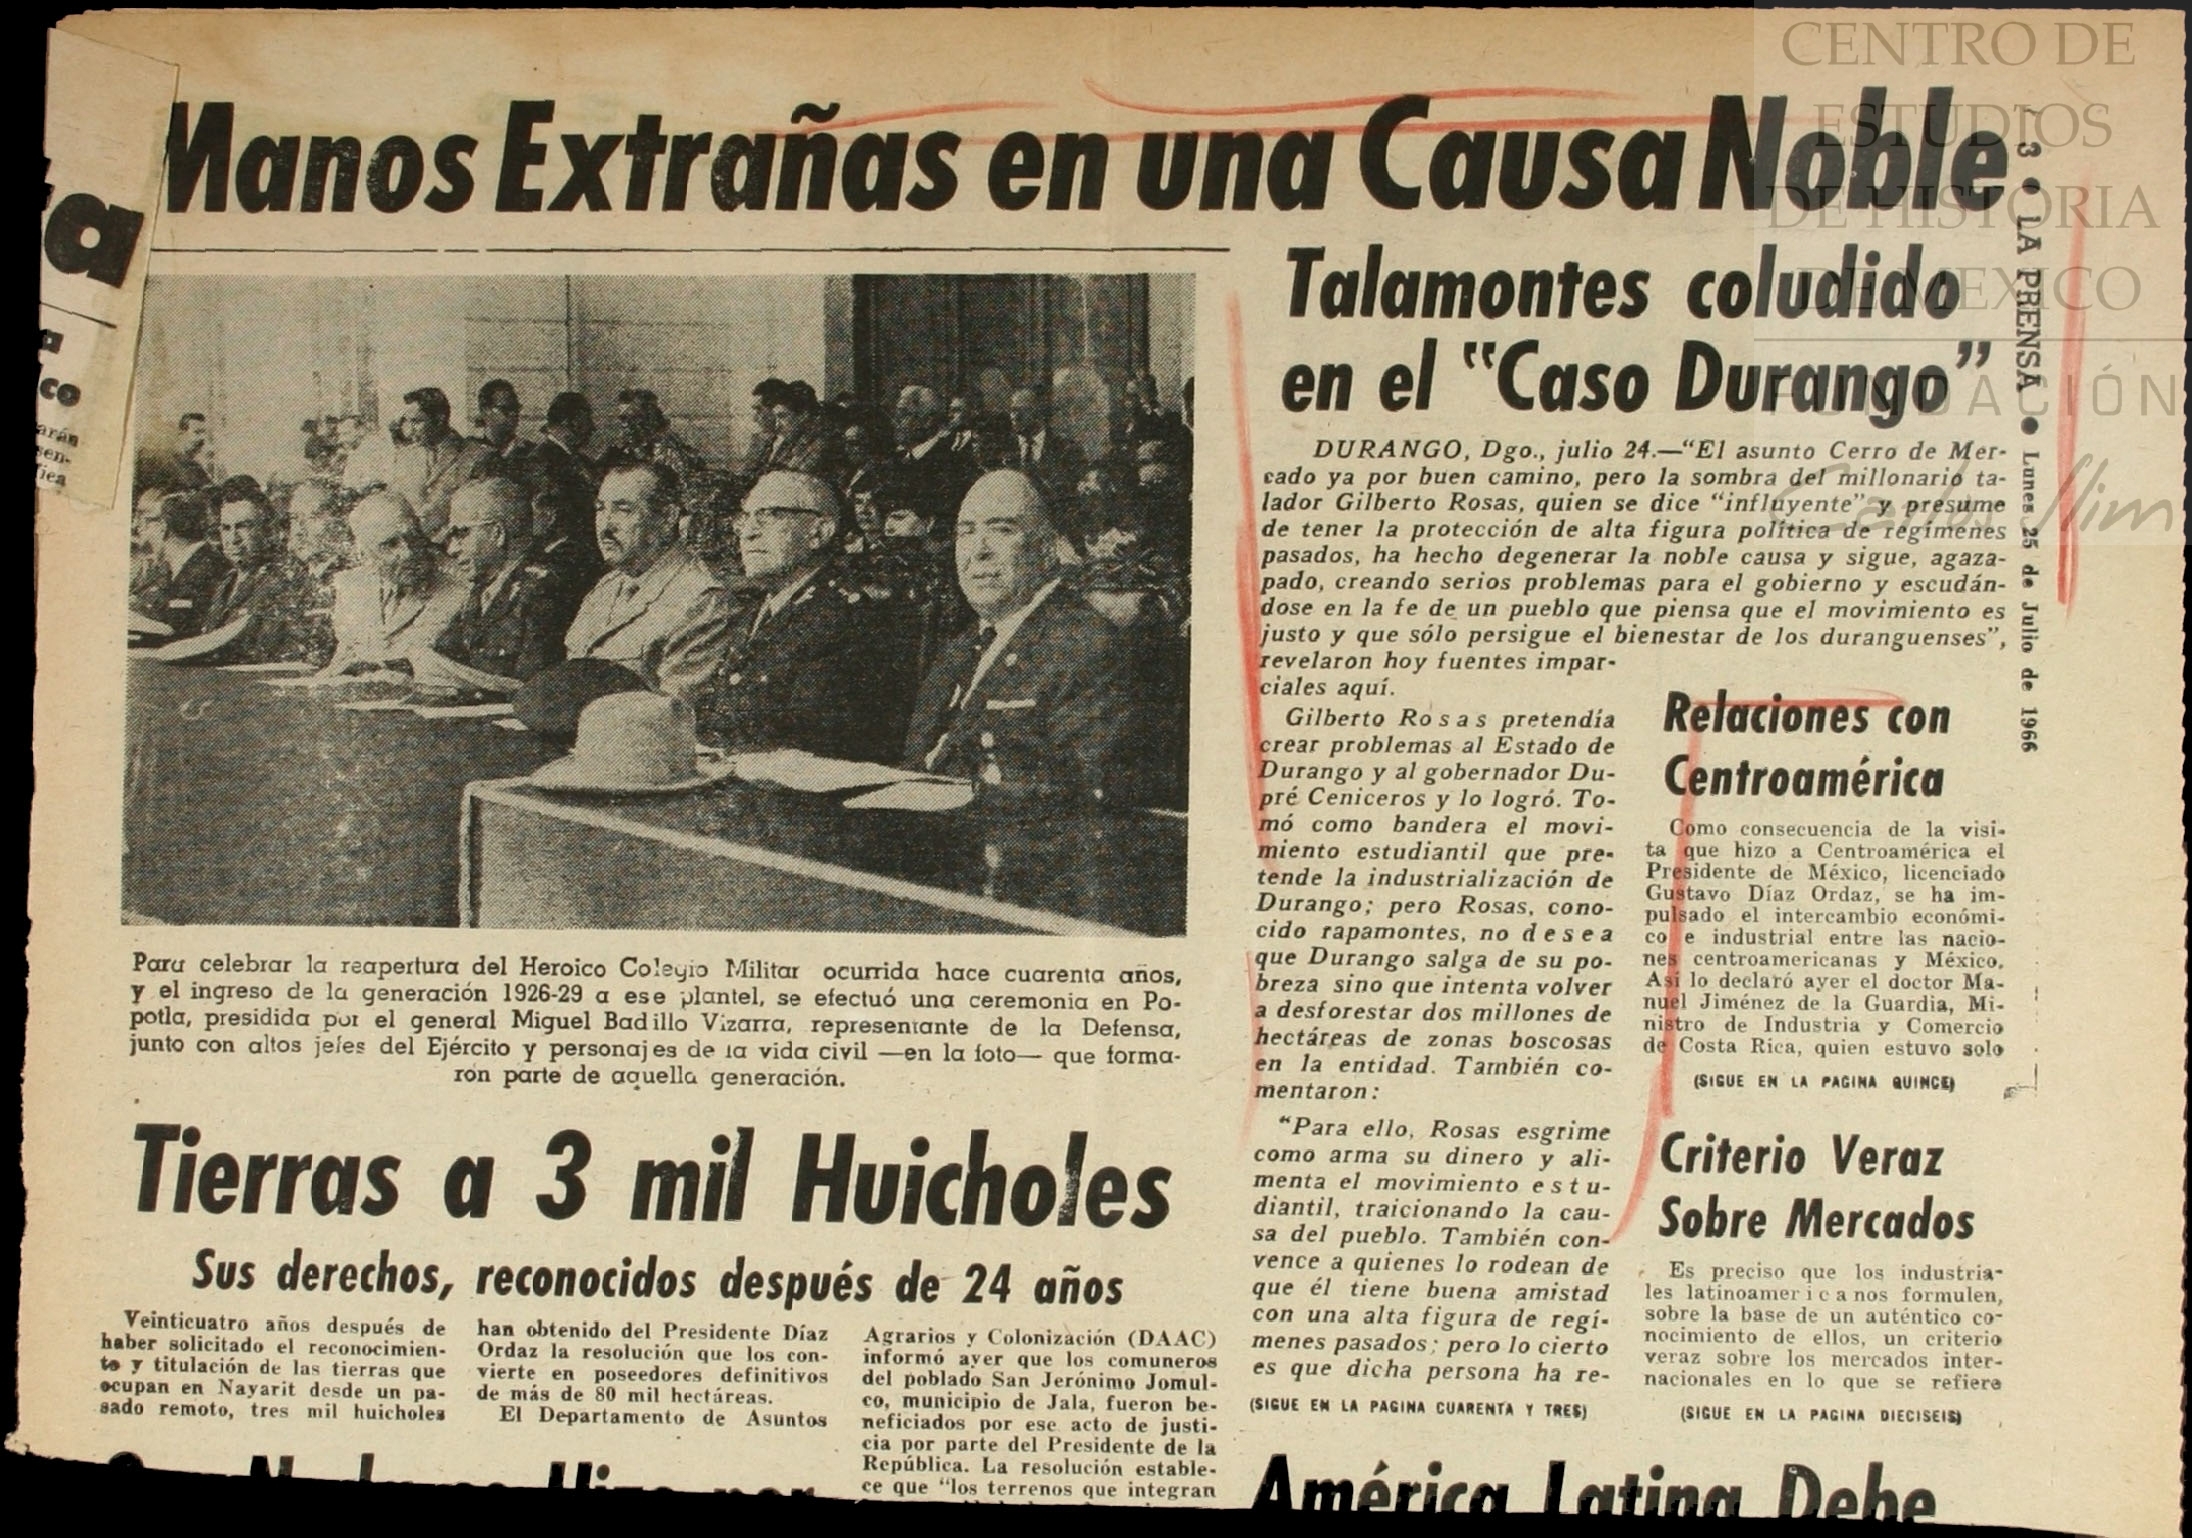 CENTRO DE
ESTUDIOS
DE HISTORIA
DE MEXICO
FUNDACIÓN
Carlos Slim
3 • LA PRENSA • Lunes 25 de Julio de 1966
a
a
co
arán
sen-
fica
Manos Extrañas en una Causa Noble
Para celebrar la reapertura del Heroico Colegio Militar ocurrida hace cuarenta años,
y el ingreso de la generación 1926-29 a ese plantel, se efectuó una ceremonia en Po-
potla, presidida por el general Miguel Badillo Vizarra, representante de la Defensa,
junto con altos jefes del Ejército y personajes de la vida civil —en la foto— que forma-
ron parte de aquella generación.
Talamontes coludido
en el "Caso Durango"
DURANGO, Dgo., julio 24.—"El asunto Cerro de Mer-
cado ya por buen camino, pero la sombra del millonario ta-
lador Gilberto Rosas, quien se dice "influyente" y presume
de tener la protección de alta figura política de regímenes
pasados, ha hecho degenerar la noble causa y sigue, agaza-
pado, creando serios problemas para el gobierno y escudán-
dose en la fe de un pueblo que piensa que el movimiento es
justo y que sólo persigue el bienestar de los duranguenses",
revelaron hoy fuentes impar-
ciales aquí.
Gilberto Rosas pretendía
crear problemas al Estado de
Durango y al gobernador Du-
pré Ceniceros y lo logró. To-
mó como bandera el movi-
miento estudiantil que pre-
tende la industrialización de
Durango; pero Rosas, cono-
cido rapamontes, no desea
que Durango salga de su po-
breza sino que intenta volver
a desforestar dos millones de
hectáreas de zonas boscosas
en la entidad. También co-
mentaron:
"Para ello, Rosas esgrime
como arma su dinero y ali-
menta el movimiento estu-
diantil, traicionando la cau-
sa del pueblo. También con-
vence a quienes lo rodean de
que él tiene buena amistad
con una alta figura de regí-
menes pasados; pero lo cierto
es que dicha persona ha re-
(SIGUE EN LA PAGINA CUARENTA Y TRES)
Relaciones con
Centroamérica
Como consecuencia de la visi-
ta que hizo a Centroamérica el
Presidente de México, licenciado
Gustavo Díaz Ordaz, se ha im-
pulsado el intercambio económi-
co e industrial entre las nacio-
nes centroamericanas y México.
Así lo declaró ayer el doctor Ma-
nuel Jiménez de la Guardia, Mi-
nistro de Industria y Comercio
de Costa Rica, quien estuvo solo
(SIGUE EN LA PAGINA QUINCE)
Criterio Veraz
Sobre Mercados
Es preciso que los industria-
les latinoamericanos formulen,
sobre la base de un auténtico co-
nocimiento de ellos, un criterio
veraz sobre los mercados inter-
nacionales en lo que se refiere
(SIGUE EN LA PAGINA DIECISEIS)
Tierras a 3 mil Huicholes
Sus derechos, reconocidos después de 24 años
Veinticuatro años después de
haber solicitado el reconocimien-
to y titulación de las tierras que
ocupan en Nayarit desde un pa-
sado remoto, tres mil huicholes
han obtenido del Presidente Díaz
Ordaz la resolución que los con-
vierte en poseedores definitivos
de más de 80 mil hectáreas.
El Departamento de Asuntos
Agrarios y Colonización (DAAC)
informó ayer que los comuneros
del poblado San Jerónimo Jomul-
co, municipio de Jala, fueron be-
neficiados por ese acto de justi-
cia por parte del Presidente de la
República. La resolución estable-
ce que "los terrenos que integran
América Latina Debe